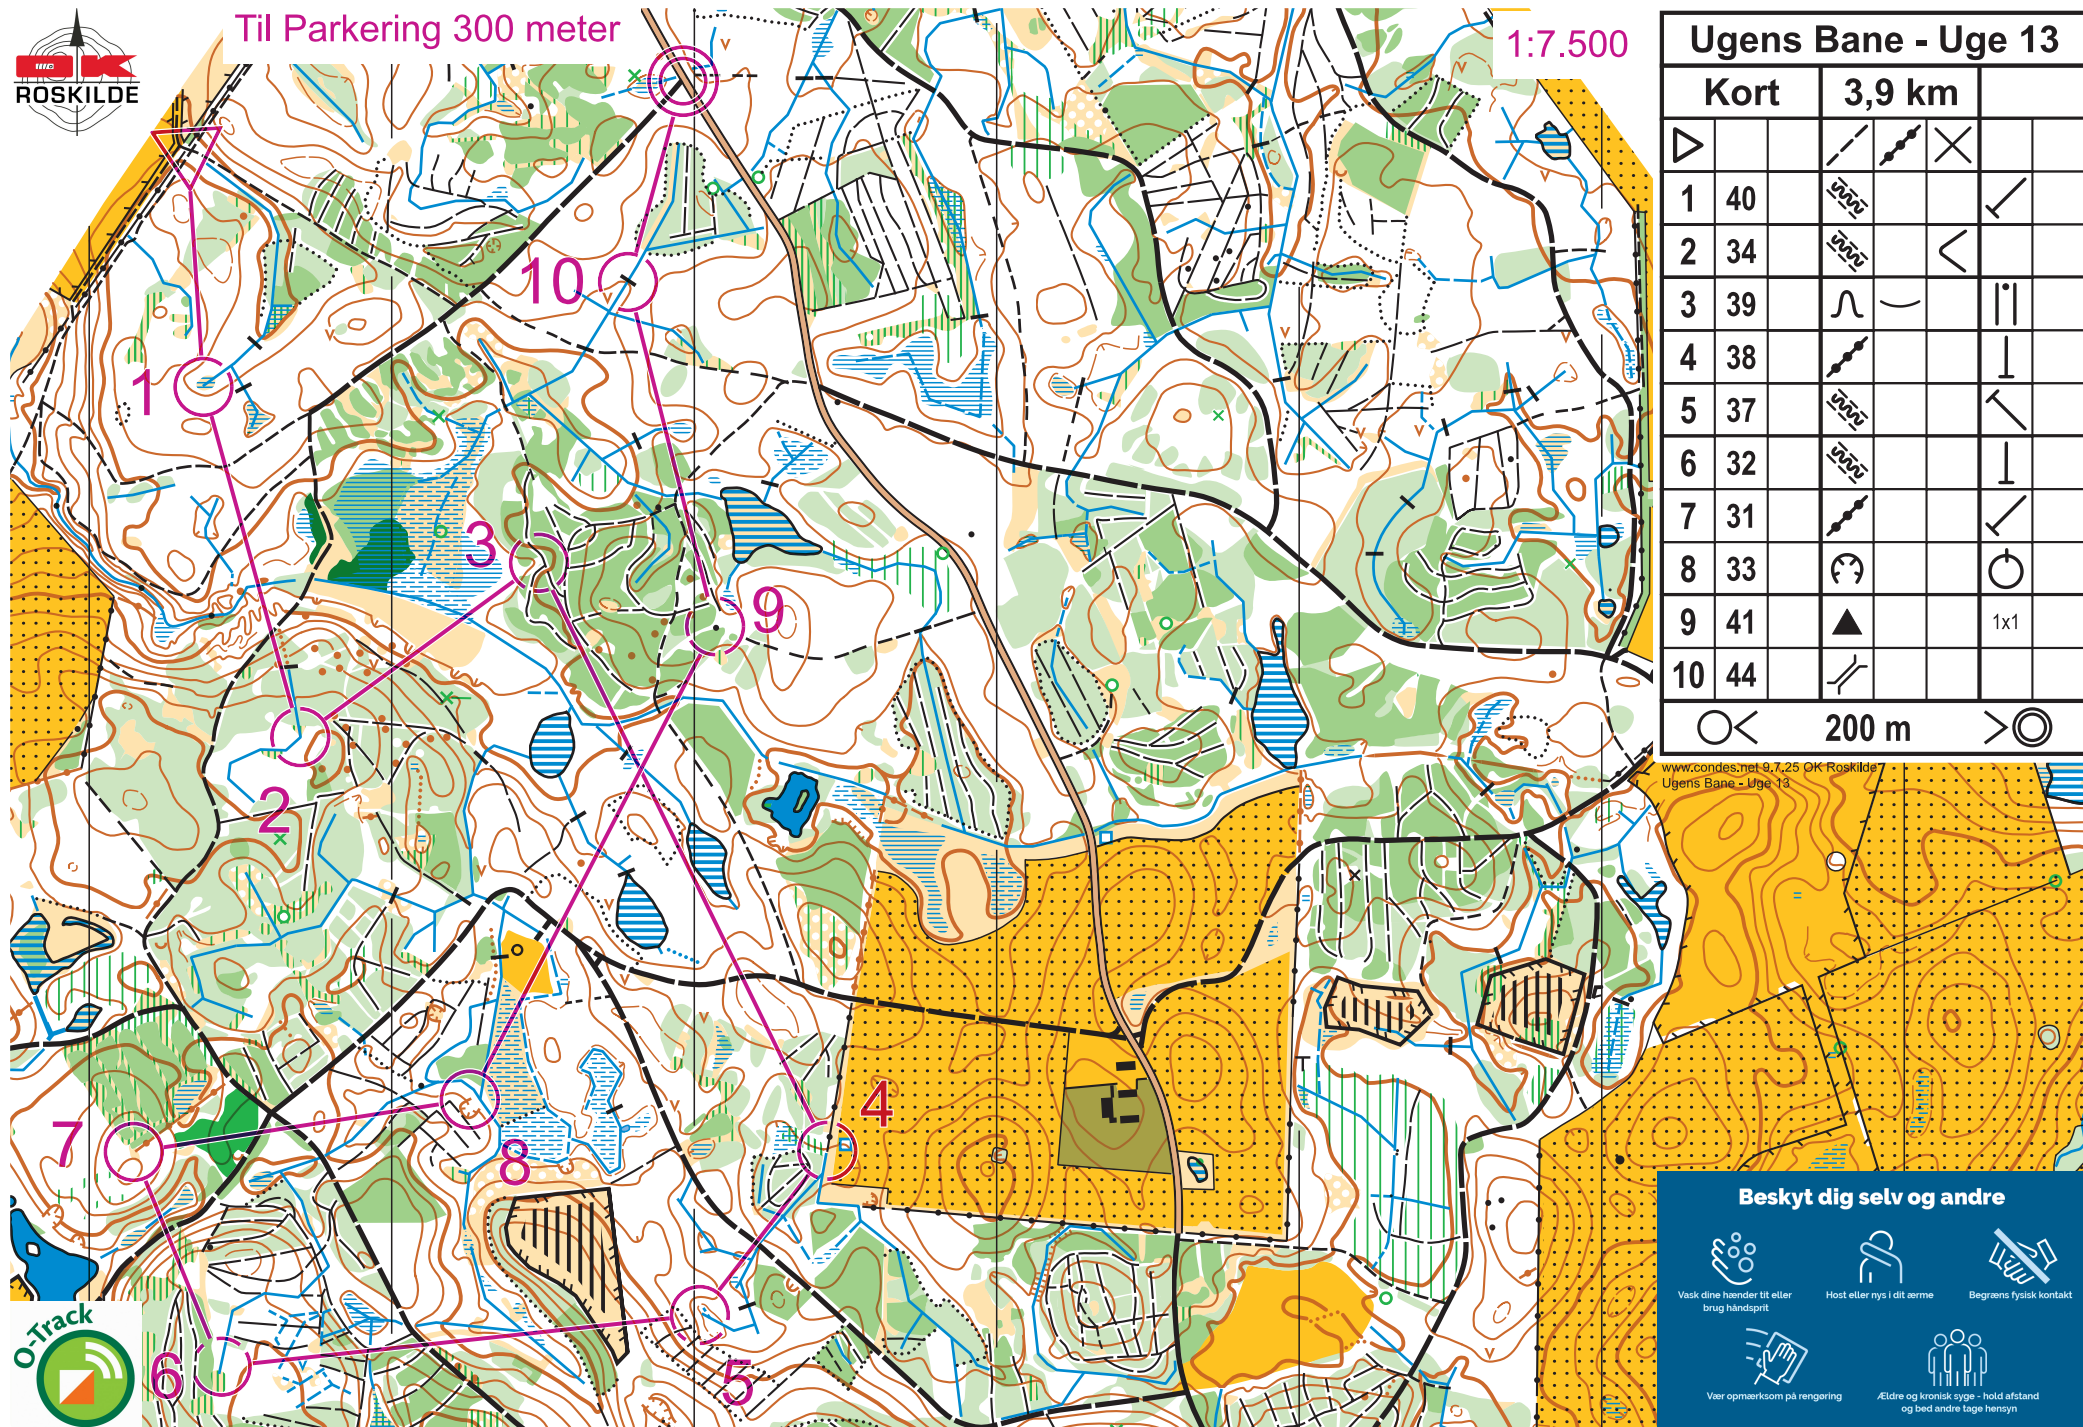 Til Parkering 300 meter
1:7.500
OK
ROSKILDE
Ugens Bane - Uge 13
Kort 3,9 km
1 40
2 34
3 39
4 38
5 37
6 32
7 31
8 33
9 41 1x1
10 44
200 m
www.condes.net 9.7.25 OK Roskilde
Ugens Bane - Uge 13
1
2
3
4
5
6
7
8
9
10
Beskyt dig selv og andre
Vask dine hænder tit eller
brug håndsprit
Host eller nys i dit ærme
Begræns fysisk kontakt
Vær opmærksom på rengøring
Ældre og kronisk syge - hold afstand
og bed andre tage hensyn
O-Track